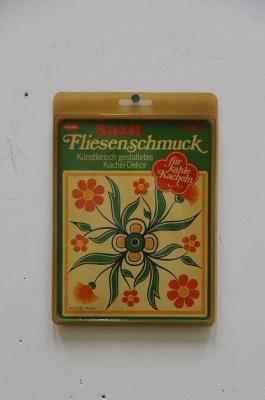 Saxit
Fliesenschmuck
Künstlerisch gestaltetes
Kachel-Dekor
für
kahle
Kacheln